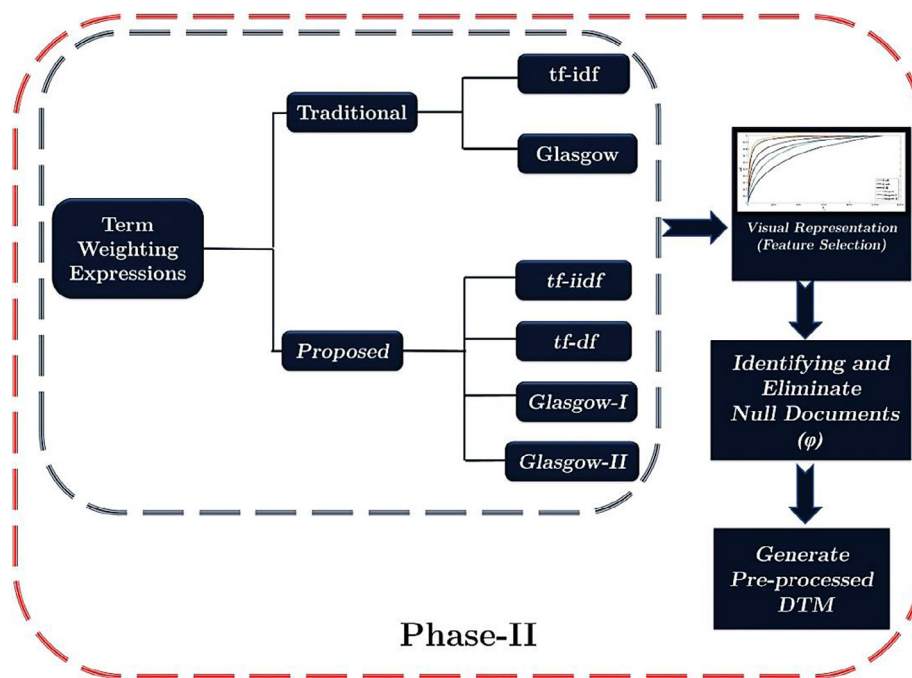 tf-idf
Traditional
Glasgow
Term
Weighting
Expressions
tf-iidf
Proposed
tf-df
Glasgow-I
Glasgow-II
Visual Representation
(Feature Selection)
Identifying and
Eliminate
Null Documents
(φ)
Generate
Pre-processed
DTM
Phase-II